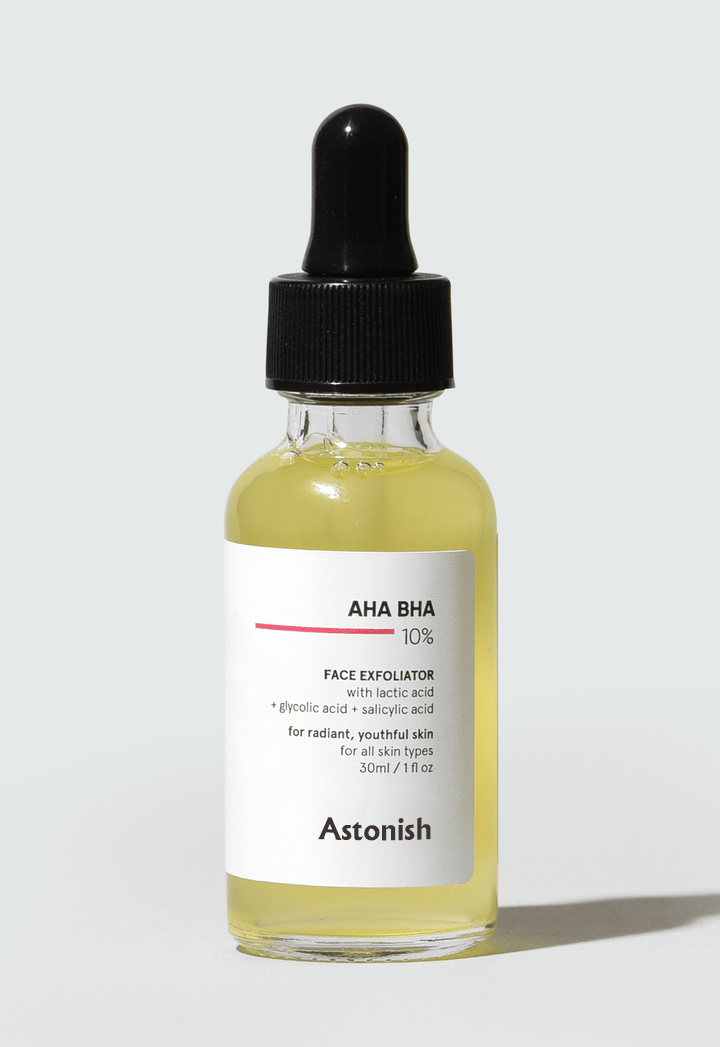 AHA BHA
10%
FACE EXFOLIATOR
with lactic acid
+ glycolic acid + salicylic acid
for radiant, youthful skin
for all skin types
30ml / 1 fl oz
Astonish